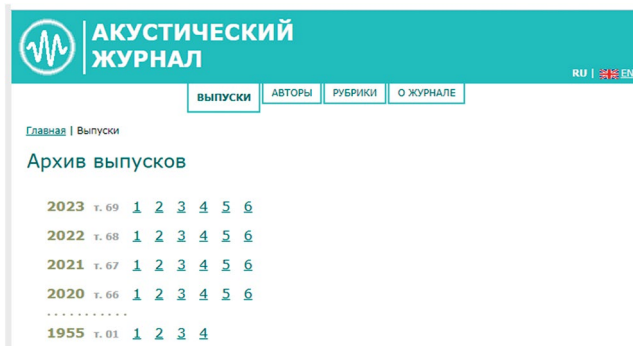 АКУСТИЧЕСКИЙ
ЖУРНАЛ
RU | EN
ВЫПУСКИ АВТОРЫ РУБРИКИ О ЖУРНАЛЕ
Главная | Выпуски
Архив выпусков
2023 т. 69 1 2 3 4 5 6
2022 т. 68 1 2 3 4 5 6
2021 т. 67 1 2 3 4 5 6
2020 т. 66 1 2 3 4 5 6
...........
1955 т. 01 1 2 3 4